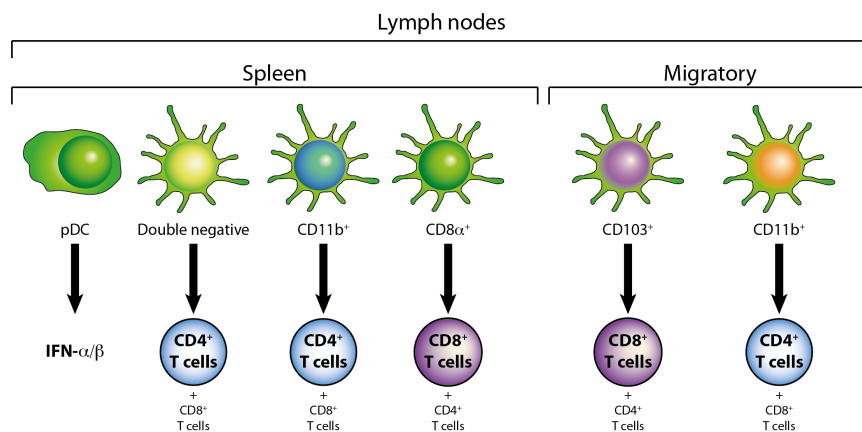 Lymph nodes
Spleen
Migratory
pDC
Double negative
CD11b⁺
CD8α⁺
CD103⁺
CD11b⁺
IFN-α/β
CD4⁺
T cells
+
CD8⁺
T cells
CD4⁺
T cells
+
CD8⁺
T cells
CD8⁺
T cells
+
CD4⁺
T cells
CD8⁺
T cells
+
CD4⁺
T cells
CD4⁺
T cells
+
CD8⁺
T cells